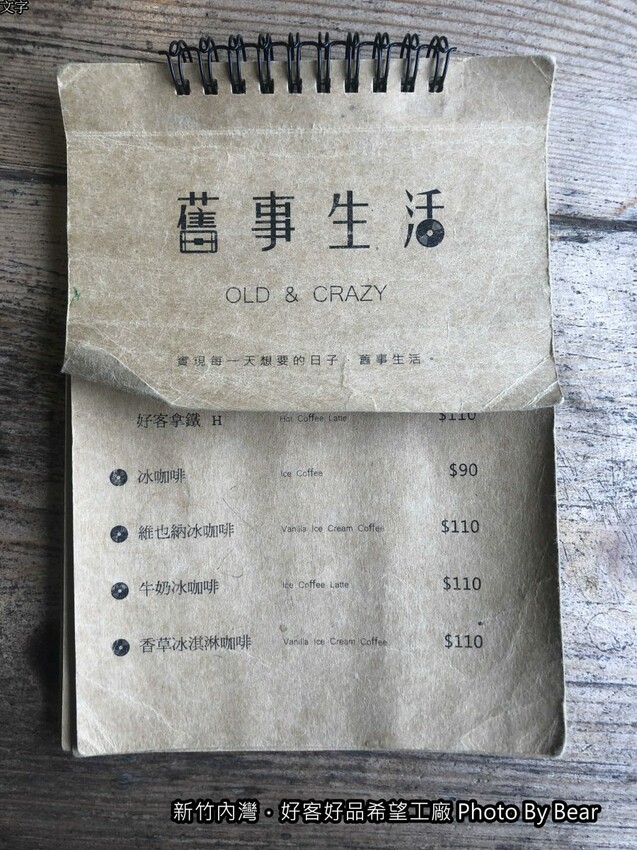 文字
舊事生活
OLD & CRAZY
實現每一天想要的日子 舊事生活。
好客拿鐵 H Hot Coffee Latte $110
冰咖啡 Ice Coffee $90
維也納冰咖啡 Vanilla Ice Cream Coffee $110
牛奶冰咖啡 Ice Coffee Latte $110
香草冰淇淋咖啡 Vanilla Ice Cream Coffee $110
新竹內灣•好客好品希望工廠 Photo By Bear